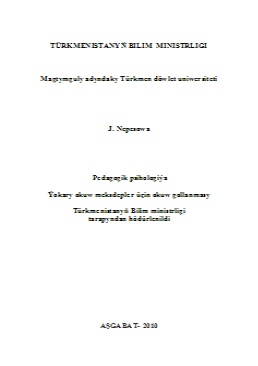 TÜRKMENISTANYŇ BILIM MINISTRLIGI
Magtymguly adyndaky Türkmen döwlet uniwersiteti
J. Nepesowa
Pedagogik psihologiýa
Ýokary okuw mekdepler üçin okuw gollanmasy
Türkmenistanyň Bilim ministrligi
tarapyndan hödürlenildi
AŞGABAT- 2010